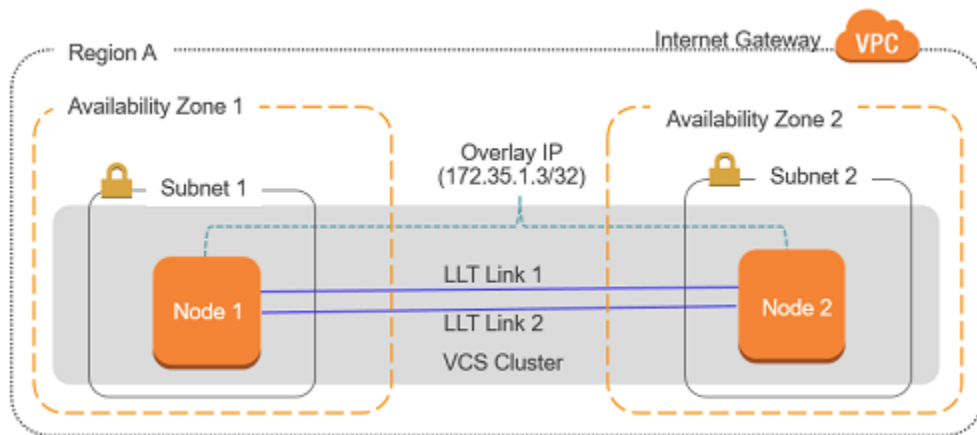 Region A
Internet Gateway
VPC
Availability Zone 1
Availability Zone 2
Overlay IP
(172.35.1.3/32)
Subnet 1
Subnet 2
LLT Link 1
Node 1
Node 2
LLT Link 2
VCS Cluster